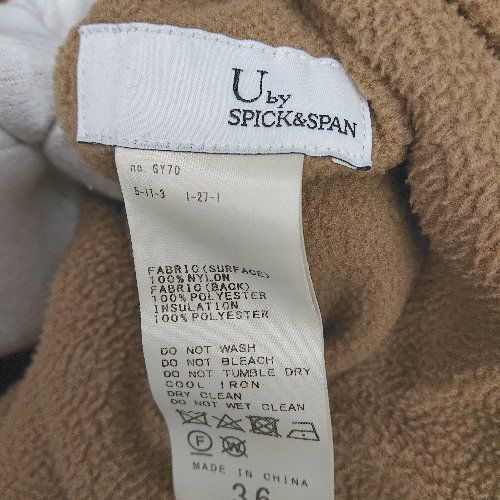 U by
SPICK&SPAN
no. GY70
5-11-3 1-27-1
FABRIC(SURFACE)
100%NYLON
FABRIC(BACK)
100%POLYESTER
INSULATION
100%POLYESTER
DO NOT WASH
DO NOT BLEACH
DO NOT TUMBLE DRY
COOL IRON
DRY CLEAN
DO NOT WET CLEAN
F W
MADE IN CHINA
36